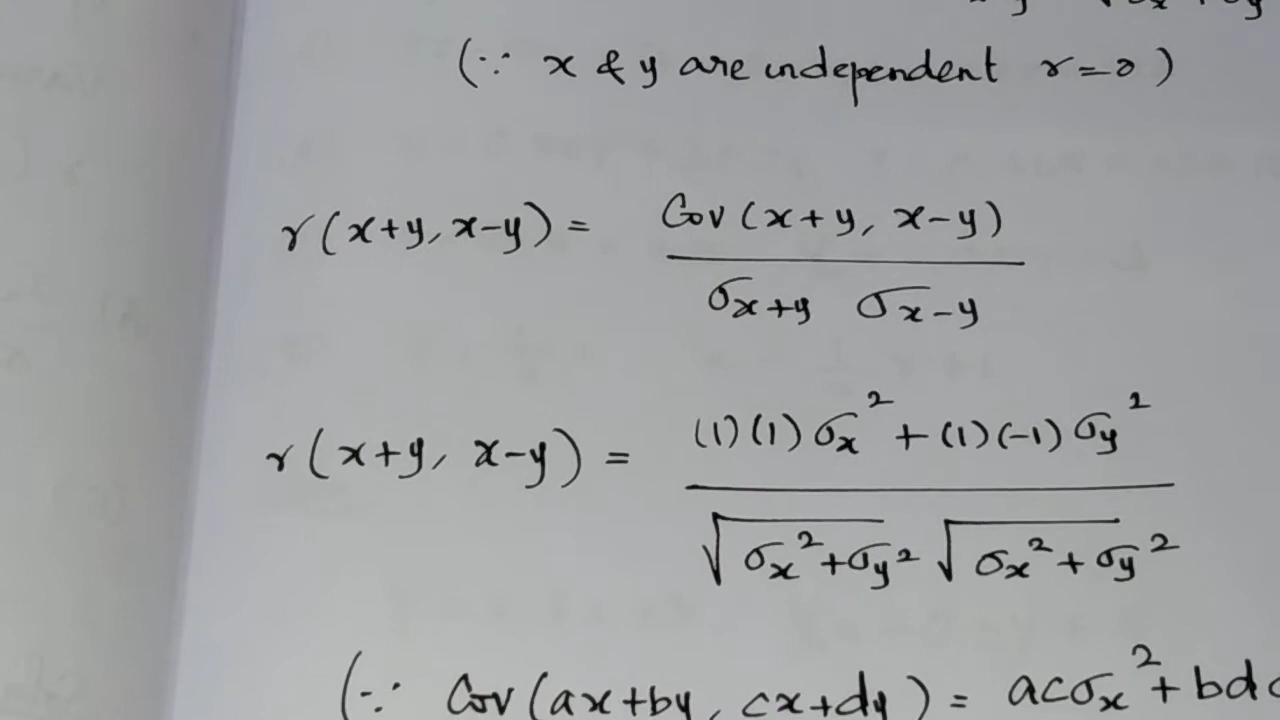 (∵ x & y are independent r=0)
r(x+y, x-y) = Cov(x+y, x-y)
σx+y σx-y
r(x+y, x-y) = (1)(1)σx² + (1)(-1)σy²
√σx²+σy² √σx²+σy²
(∵ Cov(ax+by, cx+dy) = acσx² + bd